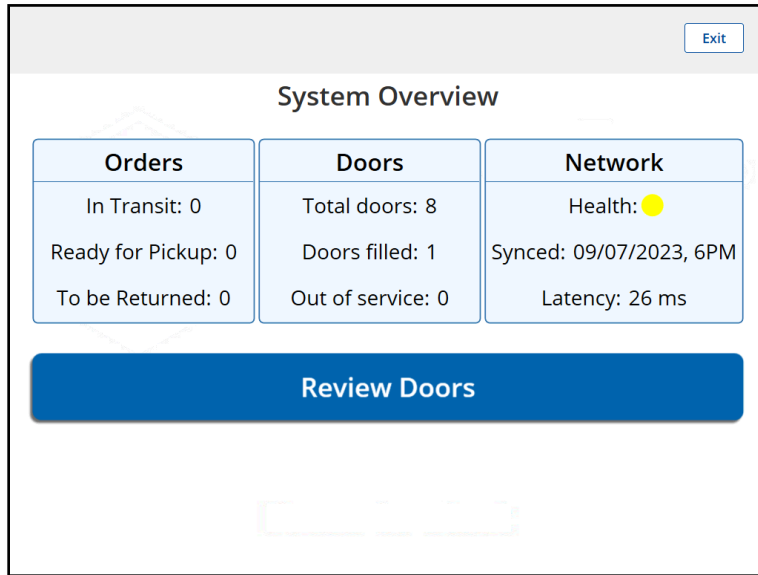 Exit
System Overview
Orders
In Transit: 0
Ready for Pickup: 0
To be Returned: 0
Doors
Total doors: 8
Doors filled: 1
Out of service: 0
Network
Health:
Synced: 09/07/2023, 6PM
Latency: 26 ms
Review Doors